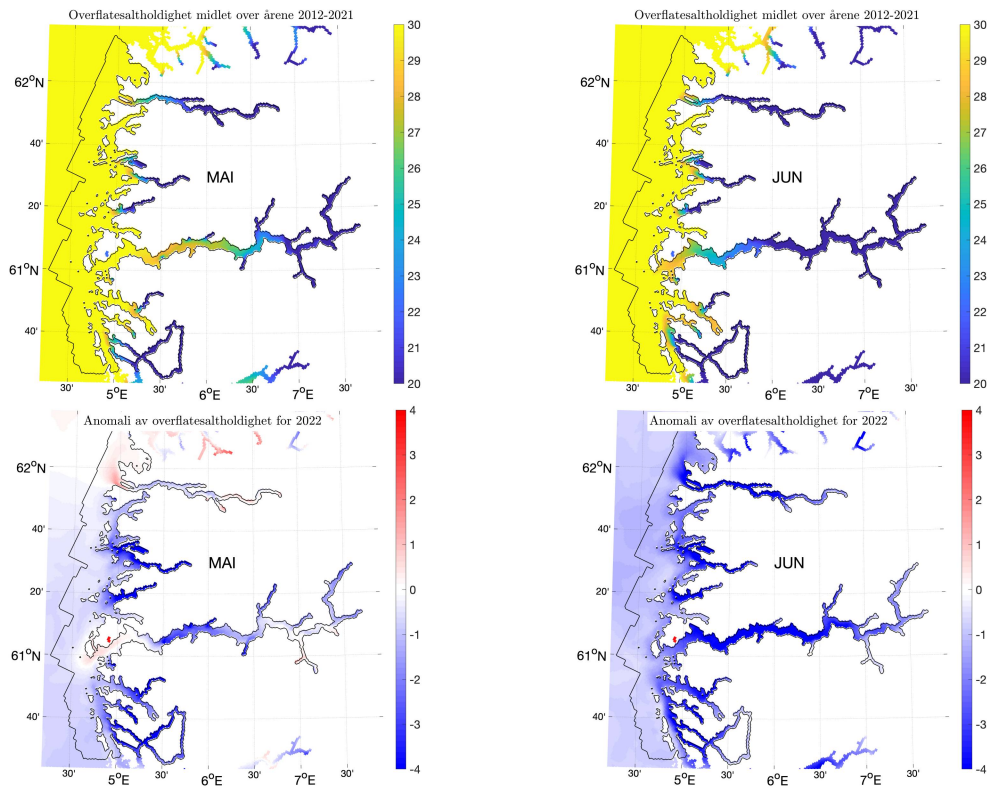 Overflatesaltholdighet midlet over årene 2012-2021
62°N
40'
20'
61°N
40'
30'
5°E
30'
6°E
30'
7°E
30'
MAI
30
29
28
27
26
25
24
23
22
21
20
Overflatesaltholdighet midlet over årene 2012-2021
62°N
40'
20'
61°N
40'
30'
5°E
30'
6°E
30'
7°E
30'
JUN
30
29
28
27
26
25
24
23
22
21
20
Anomali av overflatesaltholdighet for 2022
62°N
40'
20'
61°N
40'
30'
5°E
30'
6°E
30'
7°E
30'
MAI
4
3
2
1
0
-1
-2
-3
-4
Anomali av overflatesaltholdighet for 2022
62°N
40'
20'
61°N
40'
30'
5°E
30'
6°E
30'
7°E
30'
JUN
4
3
2
1
0
-1
-2
-3
-4